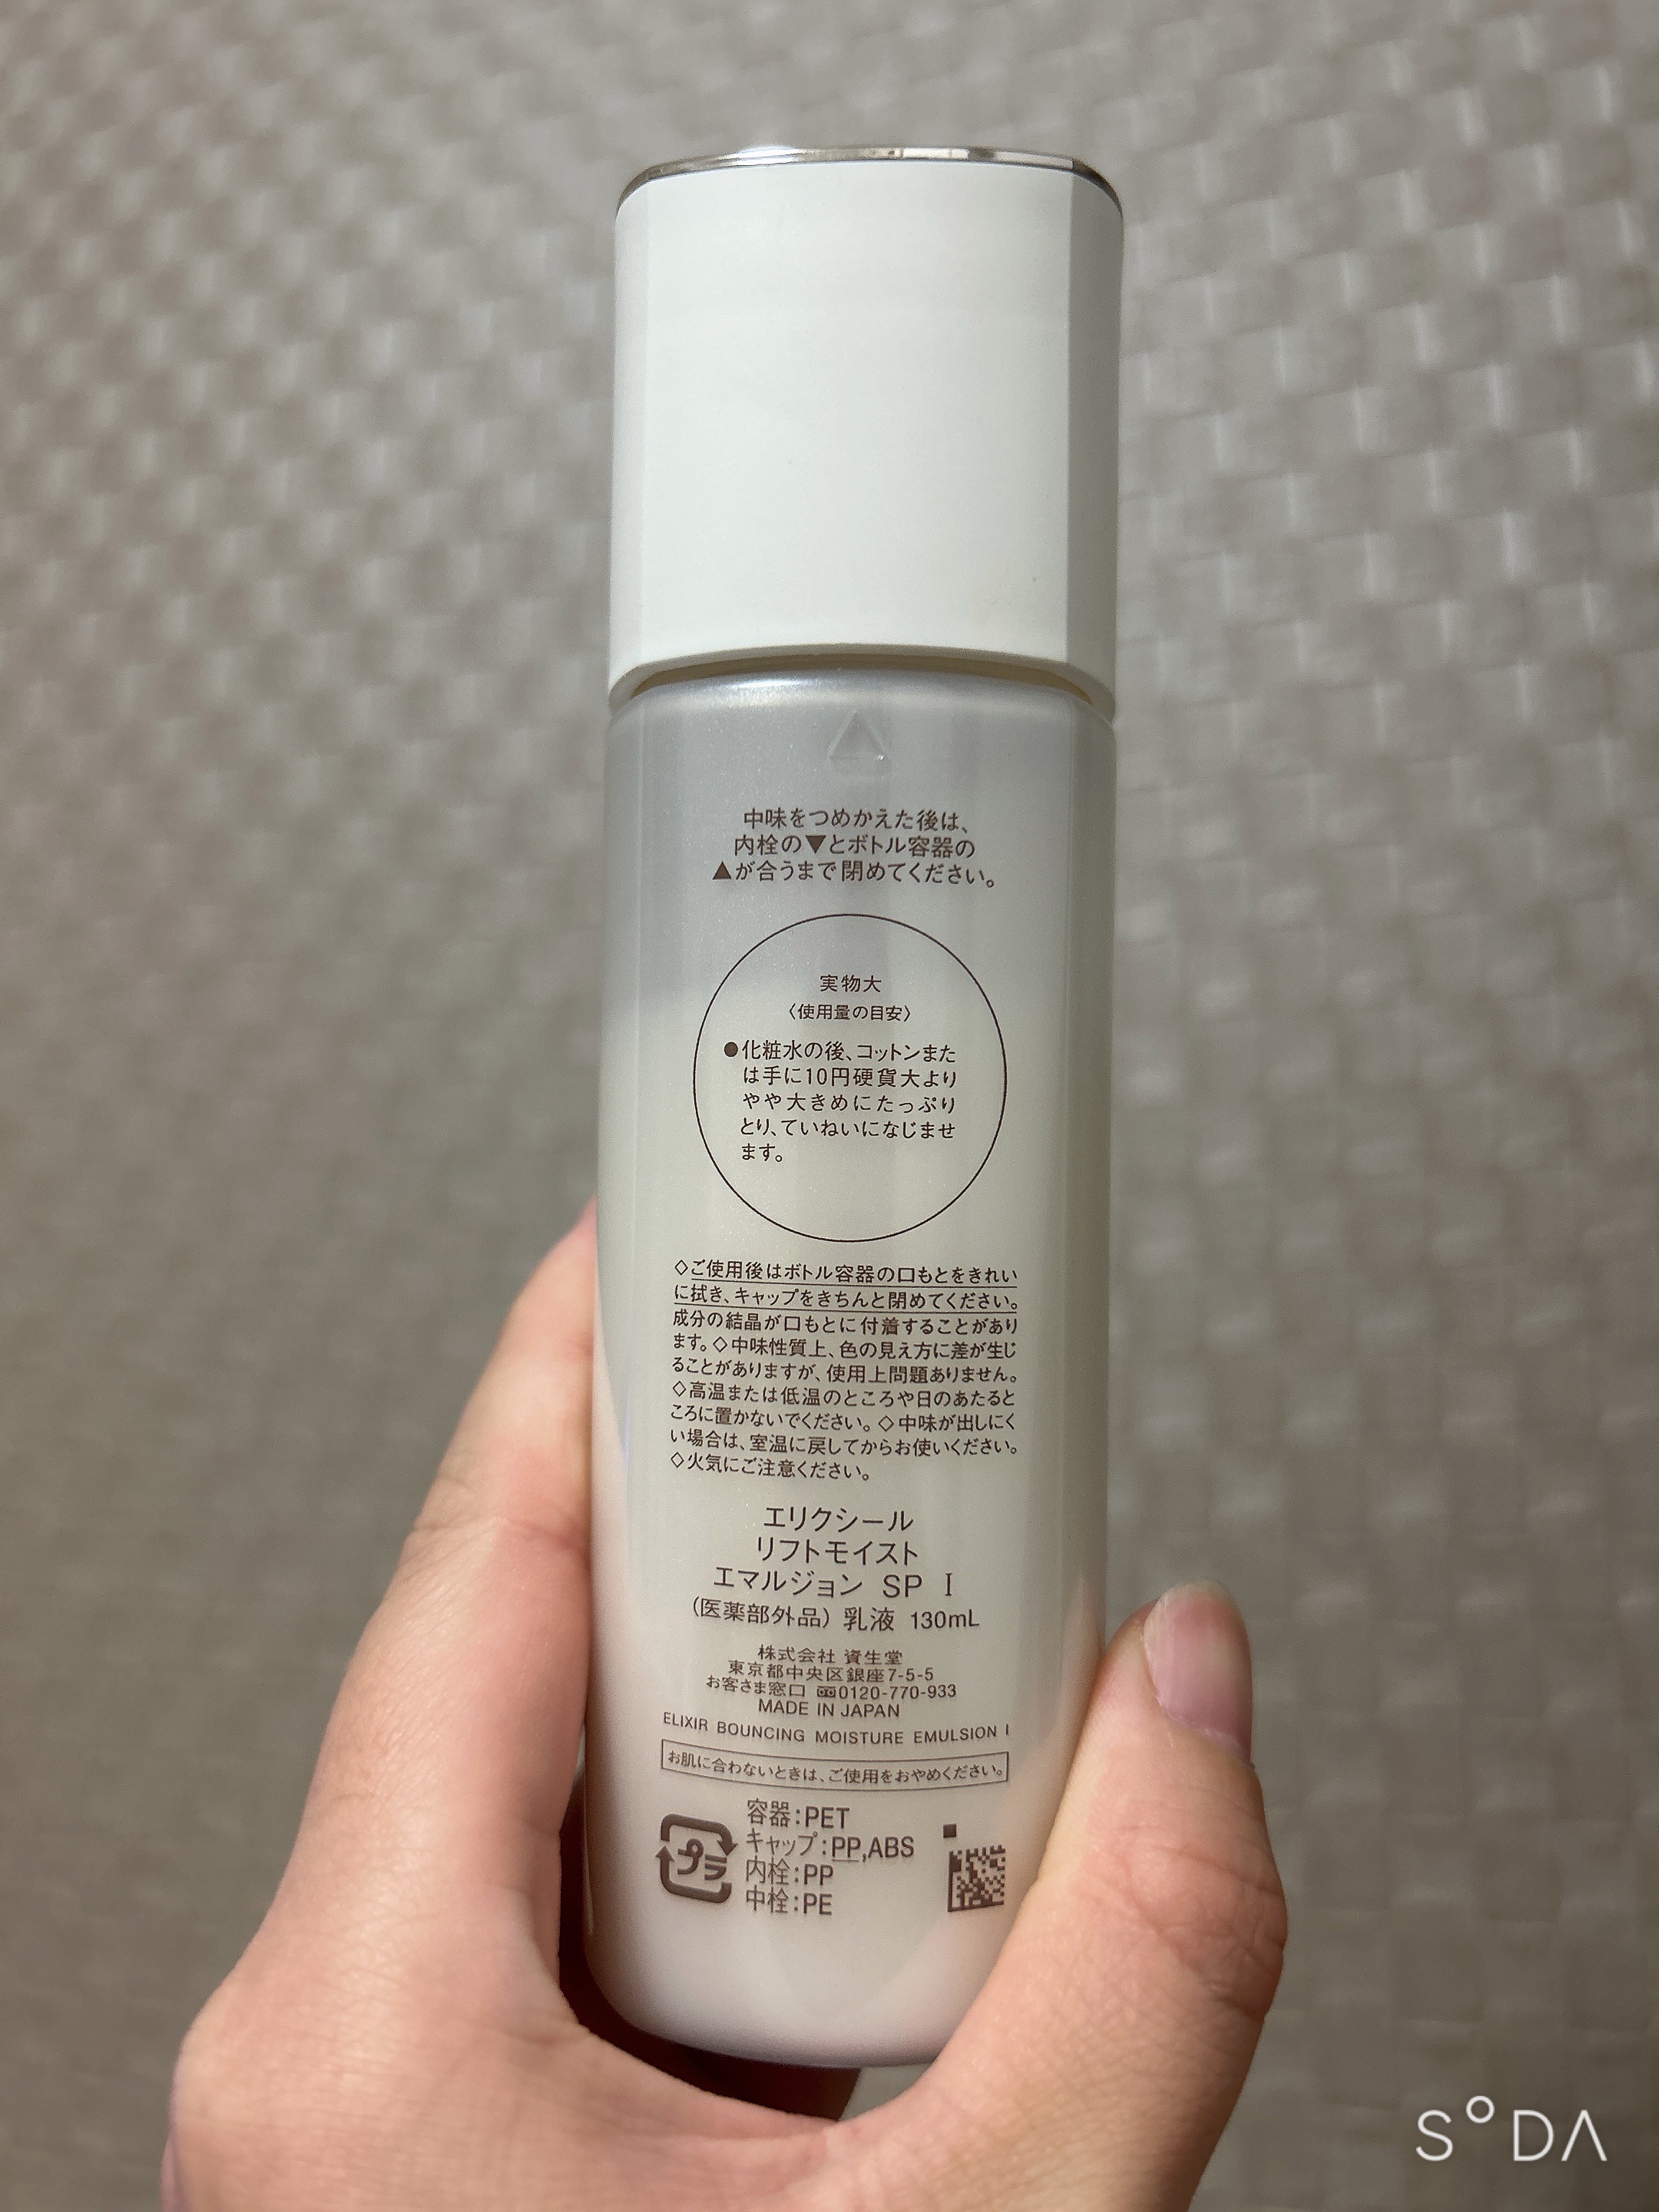 中味をつめかえた後は、
内栓の▼とボトル容器の
▲が合うまで閉めてください。
実物大
〈使用量の目安〉
●化粧水の後、コットンまた
は手に10円硬貨大より
やや大きめにたっぷり
とり、ていねいになじませ
ます。
◇ご使用後はボトル容器の口もとをきれい
に拭き、キャップをきちんと閉めてください。
成分の結晶が口もとに付着することがあり
ます。◇中味性質上、色の見え方に差が生じ
ることがありますが、使用上問題ありません。
◇高温または低温のところや日のあたると
ころに置かないでください。◇中味が出しにく
い場合は、室温に戻してからお使いください。
◇火気にご注意ください。
エリクシール
リフトモイスト
エマルジョン SP I
(医薬部外品) 乳液 130mL
株式会社 資生堂
東京都中央区銀座7-5-5
お客さま窓口 0120-770-933
MADE IN JAPAN
ELIXIR BOUNCING MOISTURE EMULSION I
お肌に合わないときは、ご使用をおやめください。
プラ
容器:PET
キャップ:PP,ABS
内栓:PP
中栓:PE
S°DA